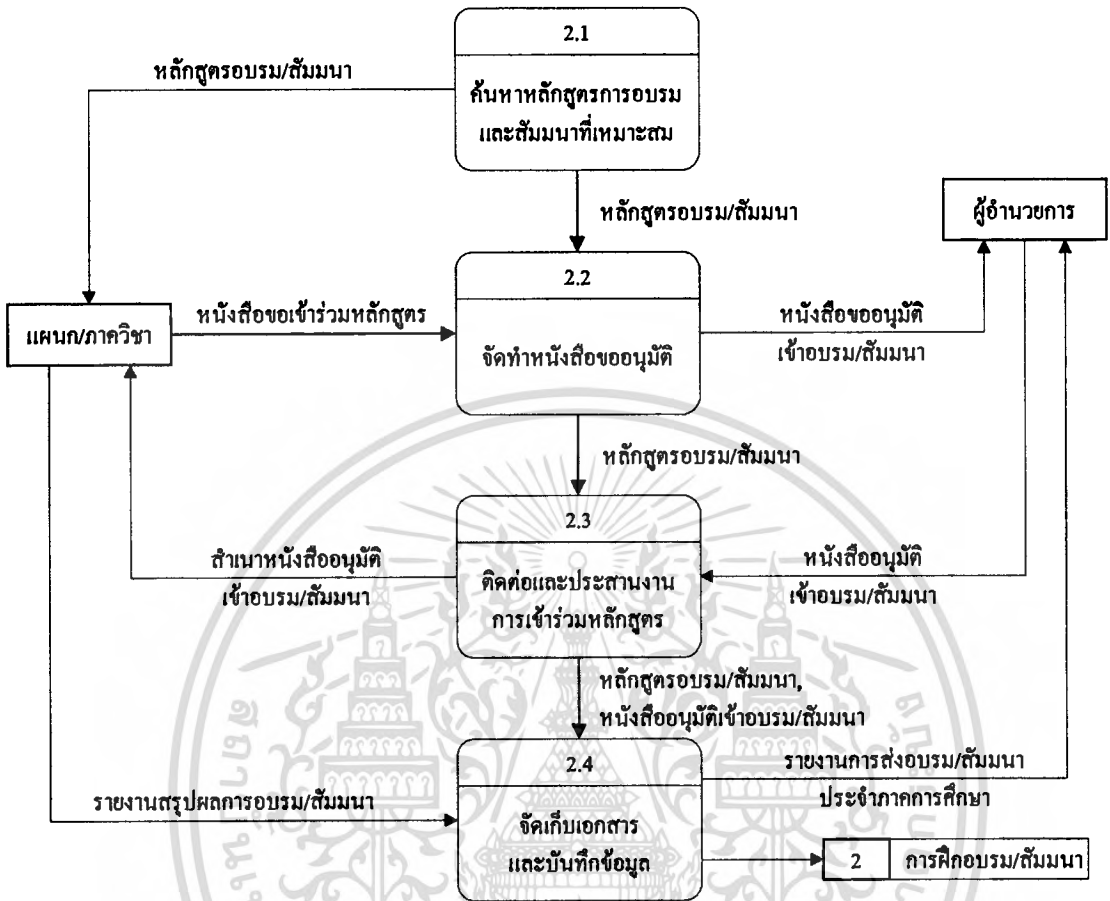 2.1
หลักสูตรอบรม/สัมมนา
ค้นหาหลักสูตรการอบรม
และสัมมนาที่เหมาะสม
หลักสูตรอบรม/สัมมนา
ผู้อำนวยการ
2.2
แผนก/ภาควิชา
หนังสือขอเข้าร่วมหลักสูตร
จัดทำหนังสือขออนุมัติ
หนังสือขออนุมัติ
เข้าอบรม/สัมมนา
หลักสูตรอบรม/สัมมนา
2.3
สำเนาหนังสืออนุมัติ
เข้าอบรม/สัมมนา
ติดต่อและประสานงาน
การเข้าร่วมหลักสูตร
หนังสืออนุมัติ
เข้าอบรม/สัมมนา
หลักสูตรอบรม/สัมมนา,
หนังสืออนุมัติเข้าอบรม/สัมมนา
2.4
รายงานสรุปผลการอบรม/สัมมนา
จัดเก็บเอกสาร
และบันทึกข้อมูล
รายงานการส่งอบรม/สัมมนา
ประจำภาคการศึกษา
2 การฝึกอบรม/สัมมนา